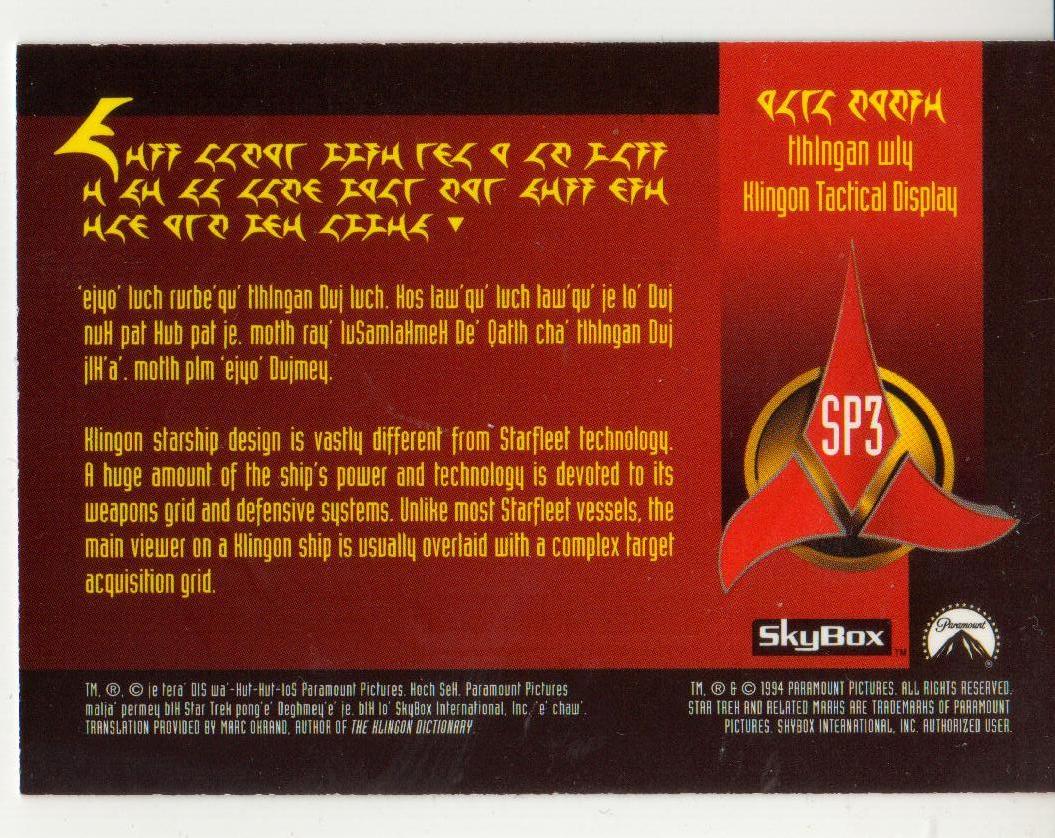 tlhIngan wIy
Klingon Tactical Display
'ejyo' luch rurbe'qu' tlhIngan Duj luch. HoS law'qu' luch law'qu' je lo' Duj
nuH pat Hub pat je. motlh ray' luSamlaHmeH De' Qatlh cha' tlhIngan Duj
jIH'a'. motlh pIm 'ejyo' Dujmey.
Klingon starship design is vastly different from Starfleet technology.
A huge amount of the ship's power and technology is devoted to its
weapons grid and defensive systems. Unlike most Starfleet vessels, the
main viewer on a Klingon ship is usually overlaid with a complex target
acquisition grid.
SP3
SkyBox TM
Paramount ®
TM, ®, © je tera' DIS wa'-Hut-Hut-loS Paramount Pictures. Hoch SeH. Paramount Pictures
malja' permey bIH Star Trek pong'e' Deghmey'e' je. bIH lo' SkyBox International, Inc. 'e' chaw'.
TRANSLATION PROVIDED BY MARC OKRAND, AUTHOR OF THE KLINGON DICTIONARY.
TM, ® & © 1994 PARAMOUNT PICTURES. ALL RIGHTS RESERVED.
STAR TREK AND RELATED MARKS ARE TRADEMARKS OF PARAMOUNT
PICTURES. SKYBOX INTERNATIONAL, INC. AUTHORIZED USER.